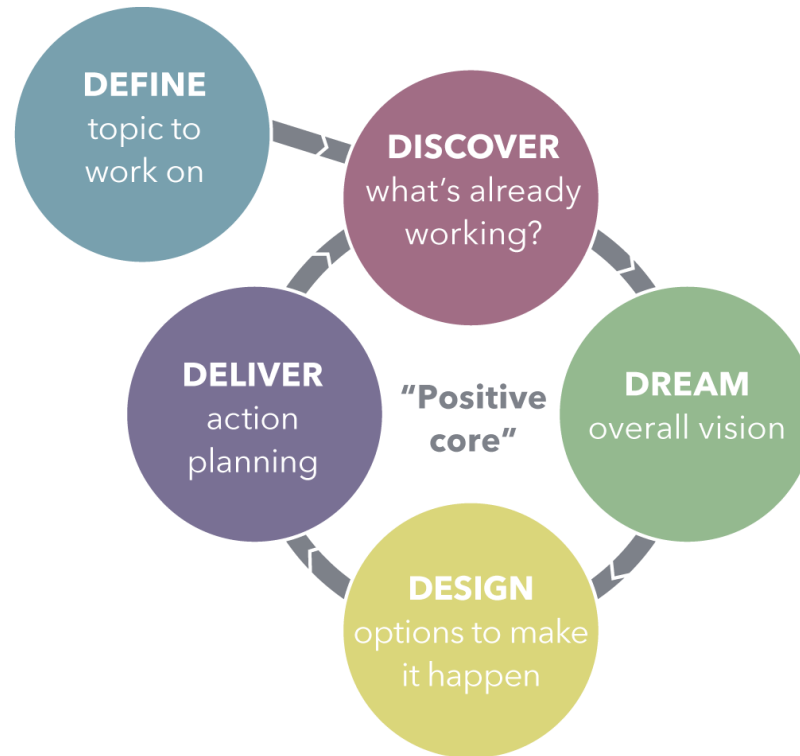 DEFINE
topic to
work on
DISCOVER
what’s already
working?
DREAM
overall vision
DESIGN
options to make
it happen
DELIVER
action
planning
“Positive
core”